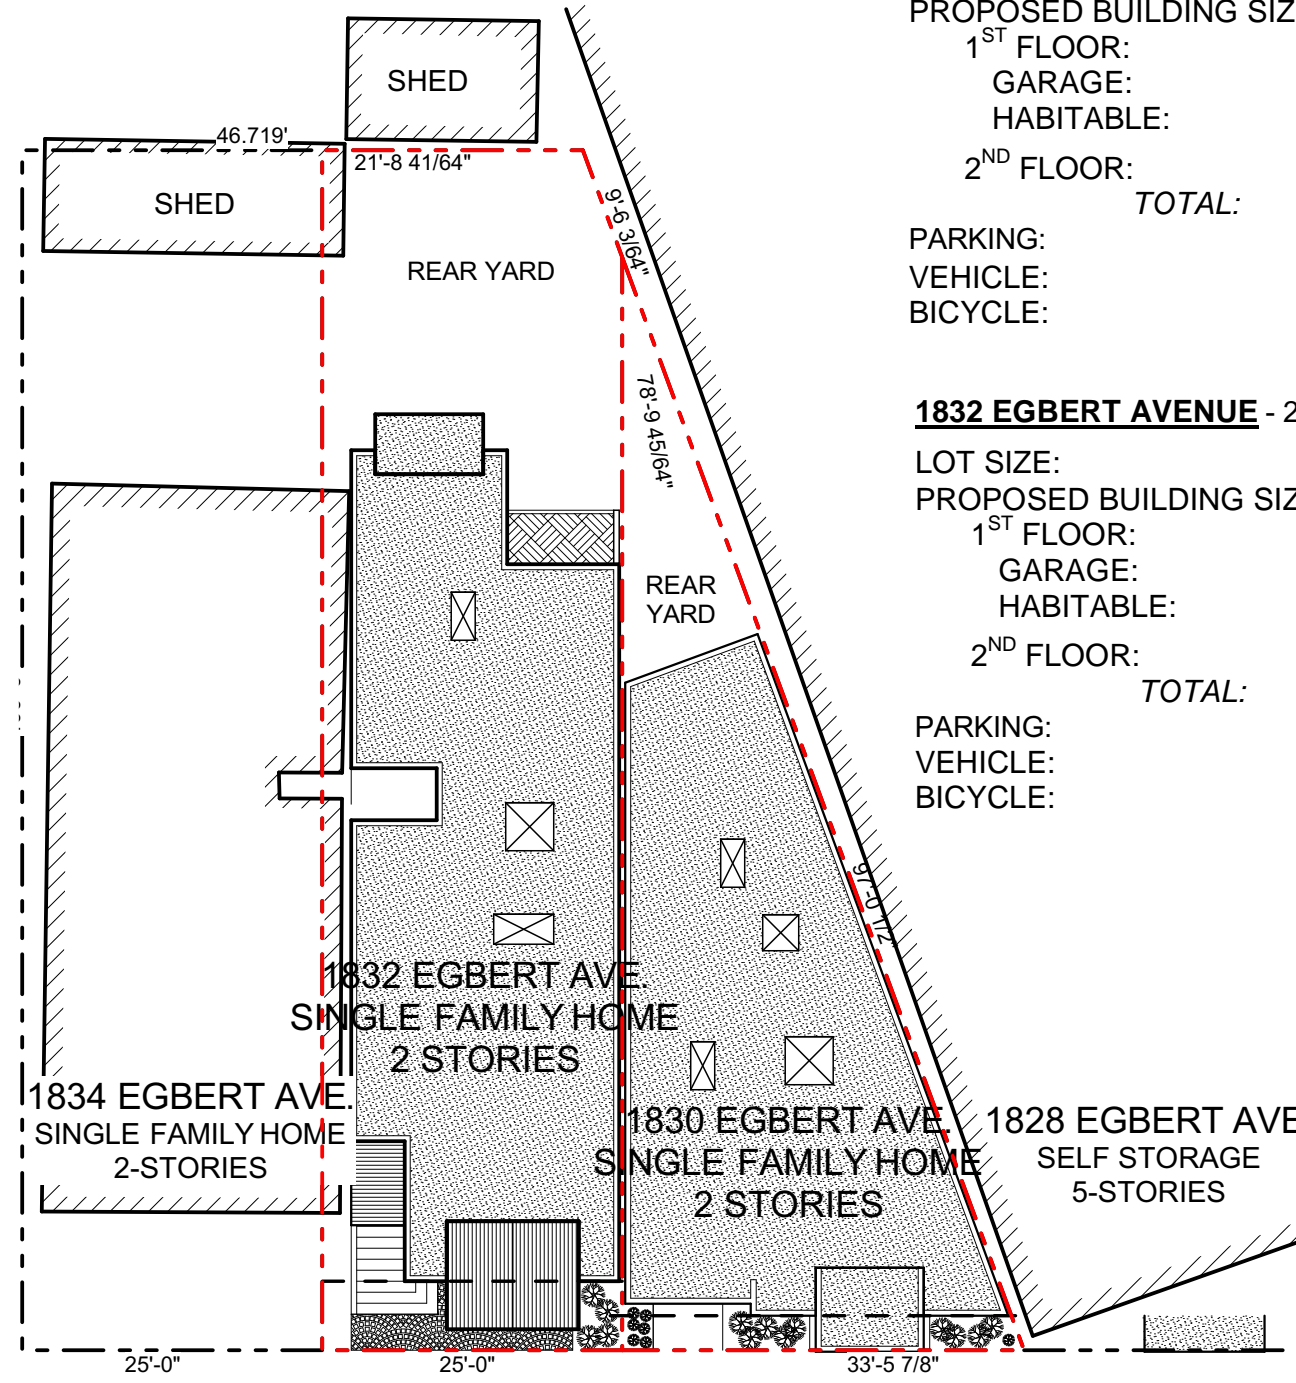 PROPOSED BUILDING SIZ
1ST FLOOR:
GARAGE:
HABITABLE:
2ND FLOOR:
TOTAL:
PARKING:
VEHICLE:
BICYCLE:
1832 EGBERT AVENUE - 2
LOT SIZE:
PROPOSED BUILDING SIZ
1ST FLOOR:
GARAGE:
HABITABLE:
2ND FLOOR:
TOTAL:
PARKING:
VEHICLE:
BICYCLE:
SHED
46.719'
21'-8 41/64"
SHED
9'-6 3/64"
REAR YARD
78'-9 45/64"
REAR
YARD
97'-0 1/2"
1832 EGBERT AVE.
SINGLE FAMILY HOME
2 STORIES
1834 EGBERT AVE.
SINGLE FAMILY HOME
2-STORIES
1830 EGBERT AVE.
SINGLE FAMILY HOME
2 STORIES
1828 EGBERT AVE
SELF STORAGE
5-STORIES
25'-0"
25'-0"
33'-5 7/8"